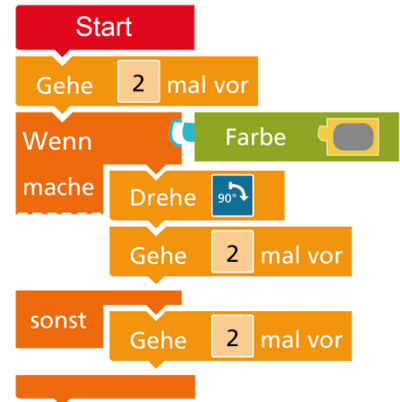 Start
Gehe 2 mal vor
Wenn Farbe
mache Drehe 90°
Gehe 2 mal vor
sonst Gehe 2 mal vor